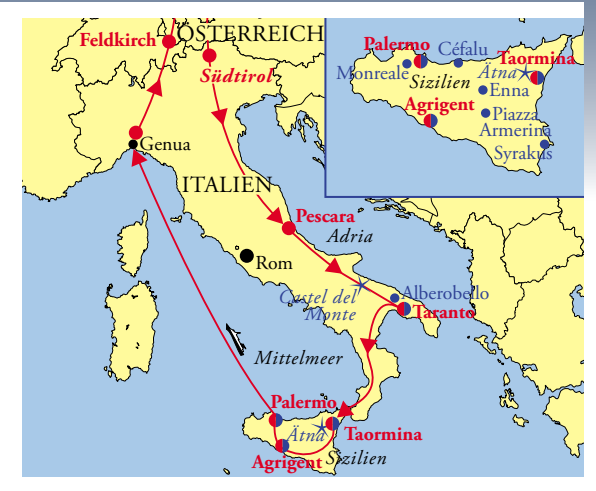 ÖSTERREICH
Feldkirch
Südtirol
Genua
ITALIEN
Pescara
Adria
Rom
Castel del
Monte
Alberobello
Taranto
Mittelmeer
Palermo
Ätna
Taormina
Agrigent
Sizilien
Palermo
Céfalu
Taormina
Monreale
Sizilien
Ätna
Enna
Agrigent
Piazza
Armerina
Syrakus